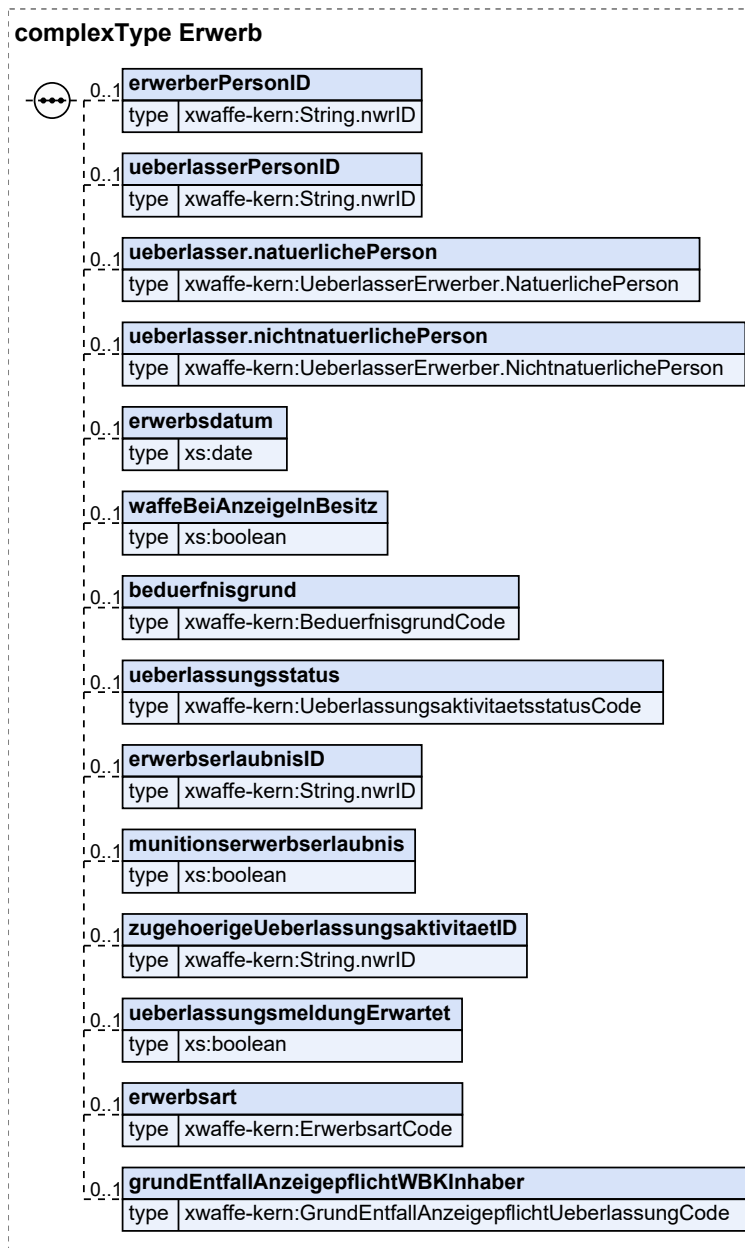 complexType Erwerb
0..1 erwerberPersonID
type xwaffe-kern:String.nwrID
0..1 ueberlasserPersonID
type xwaffe-kern:String.nwrID
0..1 ueberlasser.natuerlichePerson
type xwaffe-kern:UeberlasserErwerber.NatuerlichePerson
0..1 ueberlasser.nichtnatuerlichePerson
type xwaffe-kern:UeberlasserErwerber.NichtnatuerlichePerson
0..1 erwerbsdatum
type xs:date
0..1 waffeBeiAnzeigeInBesitz
type xs:boolean
0..1 beduerfnisgrund
type xwaffe-kern:BeduerfnisgrundCode
0..1 ueberlassungsstatus
type xwaffe-kern:UeberlassungsaktivitaetsstatusCode
0..1 erwerbserlaubnisID
type xwaffe-kern:String.nwrID
0..1 munitionserwerbserlaubnis
type xs:boolean
0..1 zugehoerigeUeberlassungsaktivitaetID
type xwaffe-kern:String.nwrID
0..1 ueberlassungsmeldungErwartet
type xs:boolean
0..1 erwerbsart
type xwaffe-kern:ErwerbsartCode
0..1 grundEntfallAnzeigepflichtWBKInhaber
type xwaffe-kern:GrundEntfallAnzeigepflichtUeberlassungCode